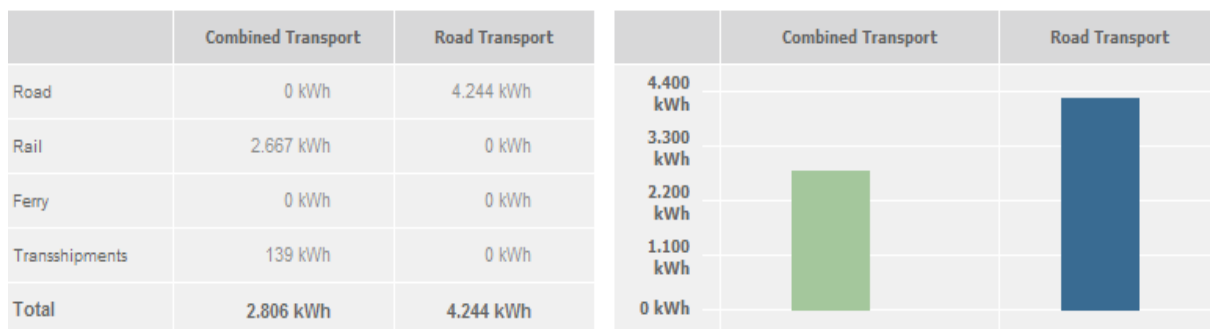 Combined Transport Road Transport
Road 0 kWh 4.244 kWh
Rail 2.667 kWh 0 kWh
Ferry 0 kWh 0 kWh
Transshipments 139 kWh 0 kWh
Total 2.806 kWh 4.244 kWh
Combined Transport Road Transport
4.400
kWh
3.300
kWh
2.200
kWh
1.100
kWh
0 kWh